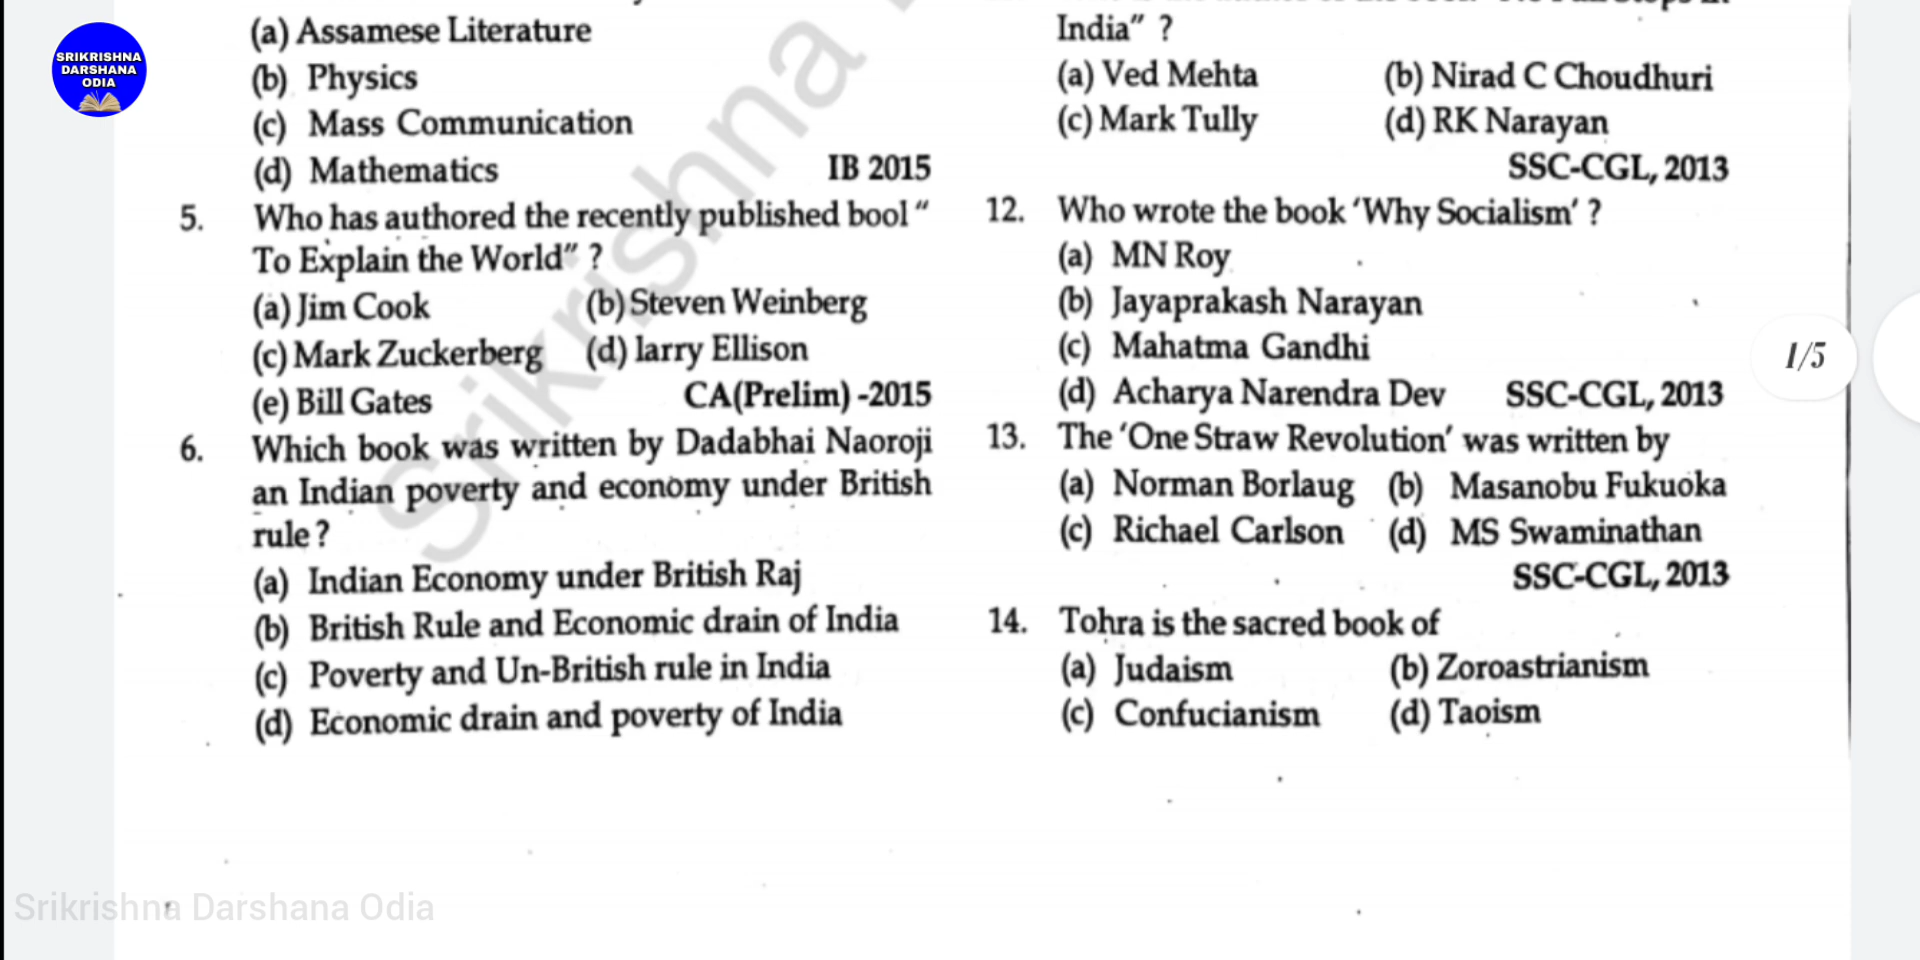 SRIKRISHNA
DARSHANA
ODIA
(a) Assamese Literature
(b) Physics
(c) Mass Communication
(d) Mathematics IB 2015
5. Who has authored the recently published bool “
To Explain the World” ?
(a) Jim Cook (b) Steven Weinberg
(c) Mark Zuckerberg (d) larry Ellison
(e) Bill Gates CA(Prelim) -2015
6. Which book was written by Dadabhai Naoroji
an Indian poverty and economy under British
rule ?
(a) Indian Economy under British Raj
(b) British Rule and Economic drain of India
(c) Poverty and Un-British rule in India
(d) Economic drain and poverty of India
India” ?
(a) Ved Mehta (b) Nirad C Choudhuri
(c) Mark Tully (d) RK Narayan
SSC-CGL, 2013
12. Who wrote the book ‘Why Socialism’ ?
(a) MN Roy
(b) Jayaprakash Narayan
(c) Mahatma Gandhi
(d) Acharya Narendra Dev SSC-CGL, 2013
13. The ‘One Straw Revolution’ was written by
(a) Norman Borlaug (b) Masanobu Fukuoka
(c) Richael Carlson (d) MS Swaminathan
SSC-CGL, 2013
14. Tohra is the sacred book of
(a) Judaism (b) Zoroastrianism
(c) Confucianism (d) Taoism
1/5
Srikrishna
Srikrishna Darshana Odia